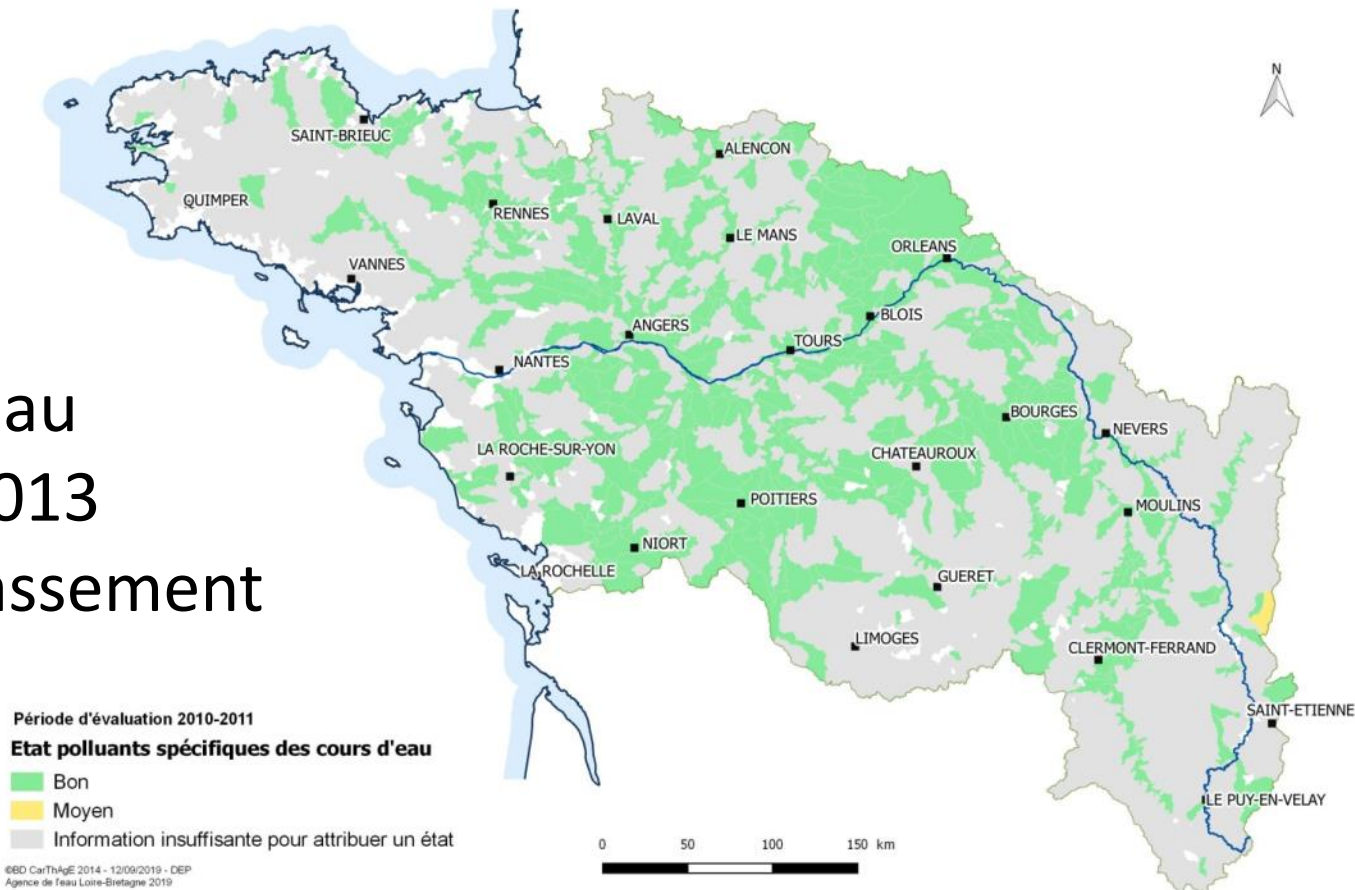 N
ALENCON
SAINT-BRIEUC
QUIMPER
RENNES
LAVAL
LE MANS
ORLEANS
VANNES
BLOIS
ANGERS
TOURS
NANTES
au
BOURGES
NEVERS
LA ROCHE-SUR-YON
CHATEAUROUX
013
POITIERS
MOULINS
NIORT
LA ROCHELLE
GUERET
assement
LIMOGES
CLERMONT-FERRAND
SAINT-ETIENNE
LE PUY-EN-VELAY
Période d'évaluation 2010-2011
Etat polluants spécifiques des cours d'eau
Bon
Moyen
Information insuffisante pour attribuer un état
0 50 100 150 km
©BD CarThAgE 2014 - 12/09/2019 - DEP
Agence de l'eau Loire-Bretagne 2019